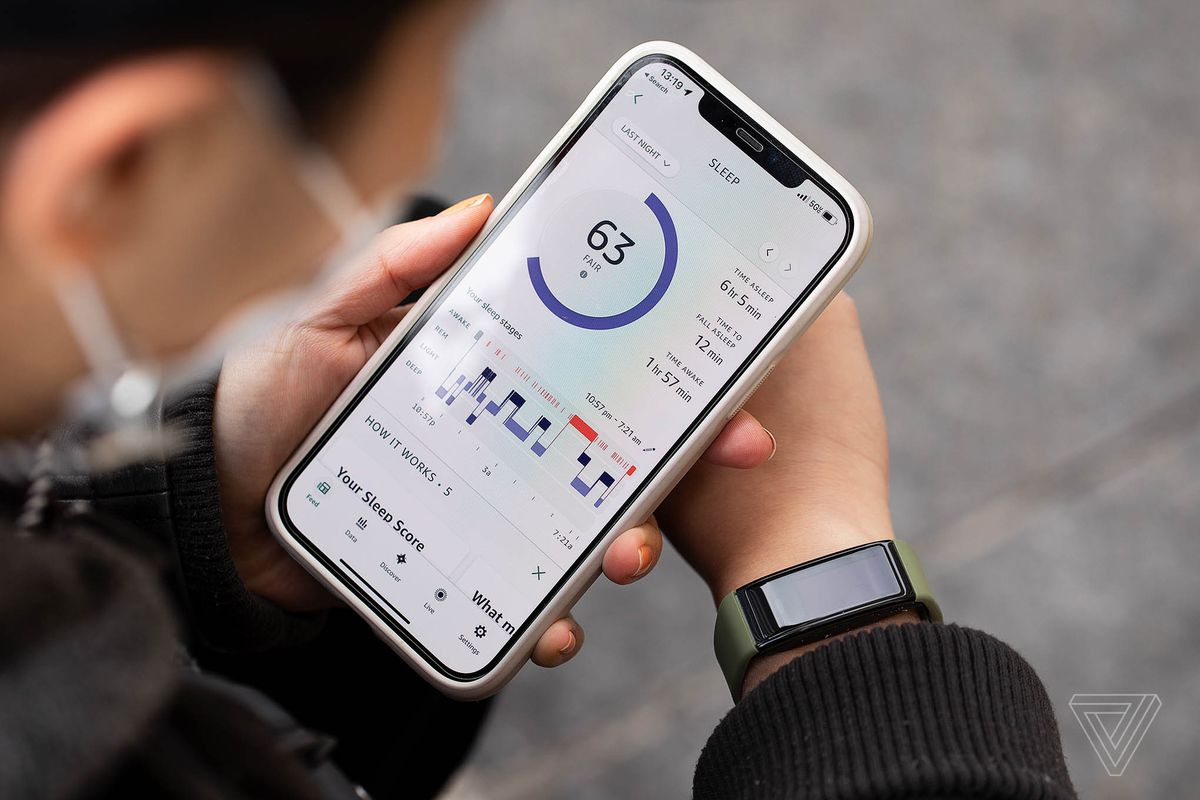 13:19
Search
5GE
LAST NIGHT
SLEEP
63
FAIR
TIME ASLEEP
6 hr 5 min
TIME TO
FALL ASLEEP
12 min
TIME AWAKE
1 hr 57 min
Your sleep stages
10:57 pm - 7:21 am
AWAKE
REM
LIGHT
DEEP
10:57p
3a
7:21a
HOW IT WORKS • 5
Your Sleep Score
What m
Feed
Data
Discover
Live
Settings